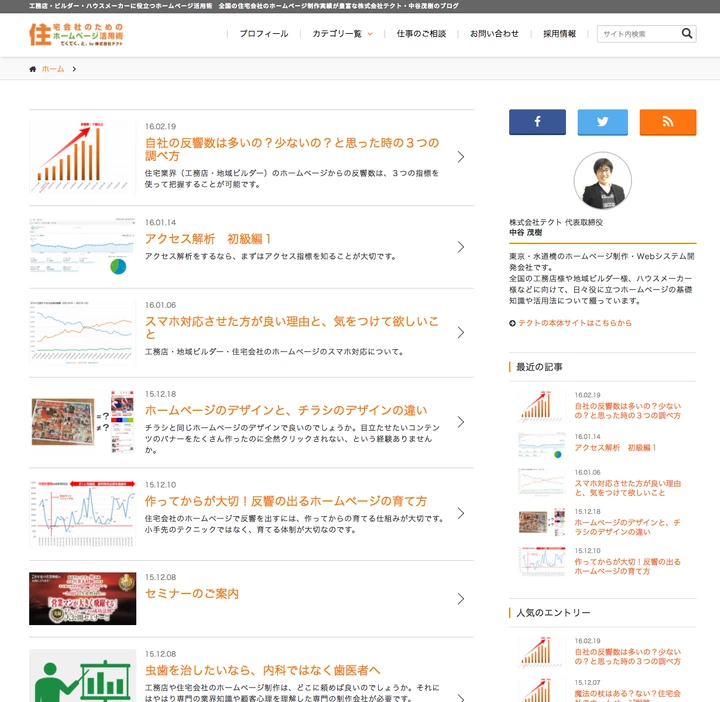 工務店・ビルダー・ハウスメーカーに役立つホームページ活用術　全国の住宅会社のホームページ制作実績が豊富な株式会社テクト・中谷茂樹のブログ
住宅会社のための
ホームページ活用術
てくてく、と。by 株式会社テクト
プロフィール
カテゴリ一覧
仕事のご相談
お問い合わせ
採用情報
サイト内検索
ホーム
16.02.19
自社の反響数は多いの？少ないの？と思った時の３つの
調べ方
住宅業界（工務店・地域ビルダー）のホームページからの反響数は、３つの指標を
使って把握することが可能です。
16.01.14
アクセス解析　初級編１
アクセス解析をするなら、まずはアクセス指標を知ることが大切です。
16.01.06
スマホ対応させた方が良い理由と、気をつけて欲しいこ
と
工務店・地域ビルダー・住宅会社のホームページのスマホ対応について。
15.12.18
ホームページのデザインと、チラシのデザインの違い
チラシと同じホームページのデザインで良いのでしょうか。目立たせたいコンテン
ツのバナーをたくさん作ったのに全然クリックされない、という経験ありません
か。
15.12.10
作ってからが大切！反響の出るホームページの育て方
住宅会社のホームページで反響を出すには、作ってからの育てる仕組みが大切です。
小手先のテクニックではなく、育てる体制が大切なのです。
15.12.08
セミナーのご案内
15.12.08
虫歯を治したいなら、内科ではなく歯医者へ
工務店や住宅会社のホームページ制作は、どこに頼めば良いのでしょうか。それに
はやはり専門の業界知識や顧客心理を理解した専門の制作会社が必要です。
株式会社テクト 代表取締役
中谷 茂樹
東京・水道橋のホームページ制作・Webシステム開
発会社です。
全国の工務店様や地域ビルダー様、ハウスメーカー
様などに向けて、日々役に立つホームページの基礎
知識や活用法について綴っています。
テクトの本体サイトはこちらから
最近の記事
16.02.19
自社の反響数は多いの？少ない
の？と思った時の３つの調べ方
16.01.14
アクセス解析　初級編１
16.01.06
スマホ対応させた方が良い理由
と、気をつけて欲しいこと
15.12.18
ホームページのデザインと、チ
ラシのデザインの違い
15.12.10
作ってからが大切！反響の出る
ホームページの育て方
人気のエントリー
16.02.19
自社の反響数は多いの？少ない
の？と思った時の３つの調べ方
15.12.07
魔法の杖はある？ない？住宅会